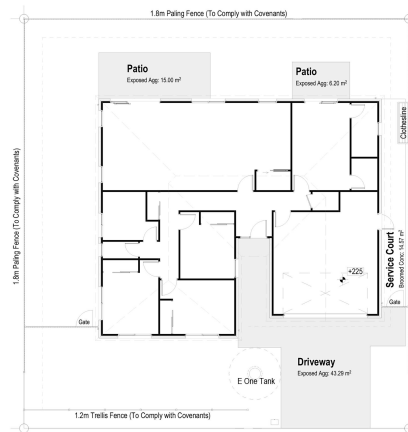 1.8m Paling Fence (To Comply with Covenants)
Patio
Exposed Agg: 15.00 m²
Patio
Exposed Agg: 6.20 m²
Clothesline
1.8m Paling Fence (To Comply with Covenants)
Service Court
Broomed Conc: 14.57 m²
+225
Gate
Gate
Driveway
Exposed Agg: 43.29 m²
E One Tank
1.2m Trellis Fence (To Comply with Covenants)